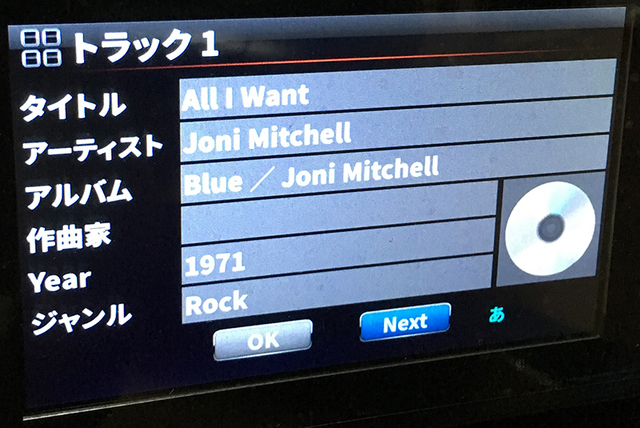 トラック 1
タイトル All I Want
アーティスト Joni Mitchell
アルバム Blue ／ Joni Mitchell
作曲家
Year 1971
ジャンル Rock
OK Next あ